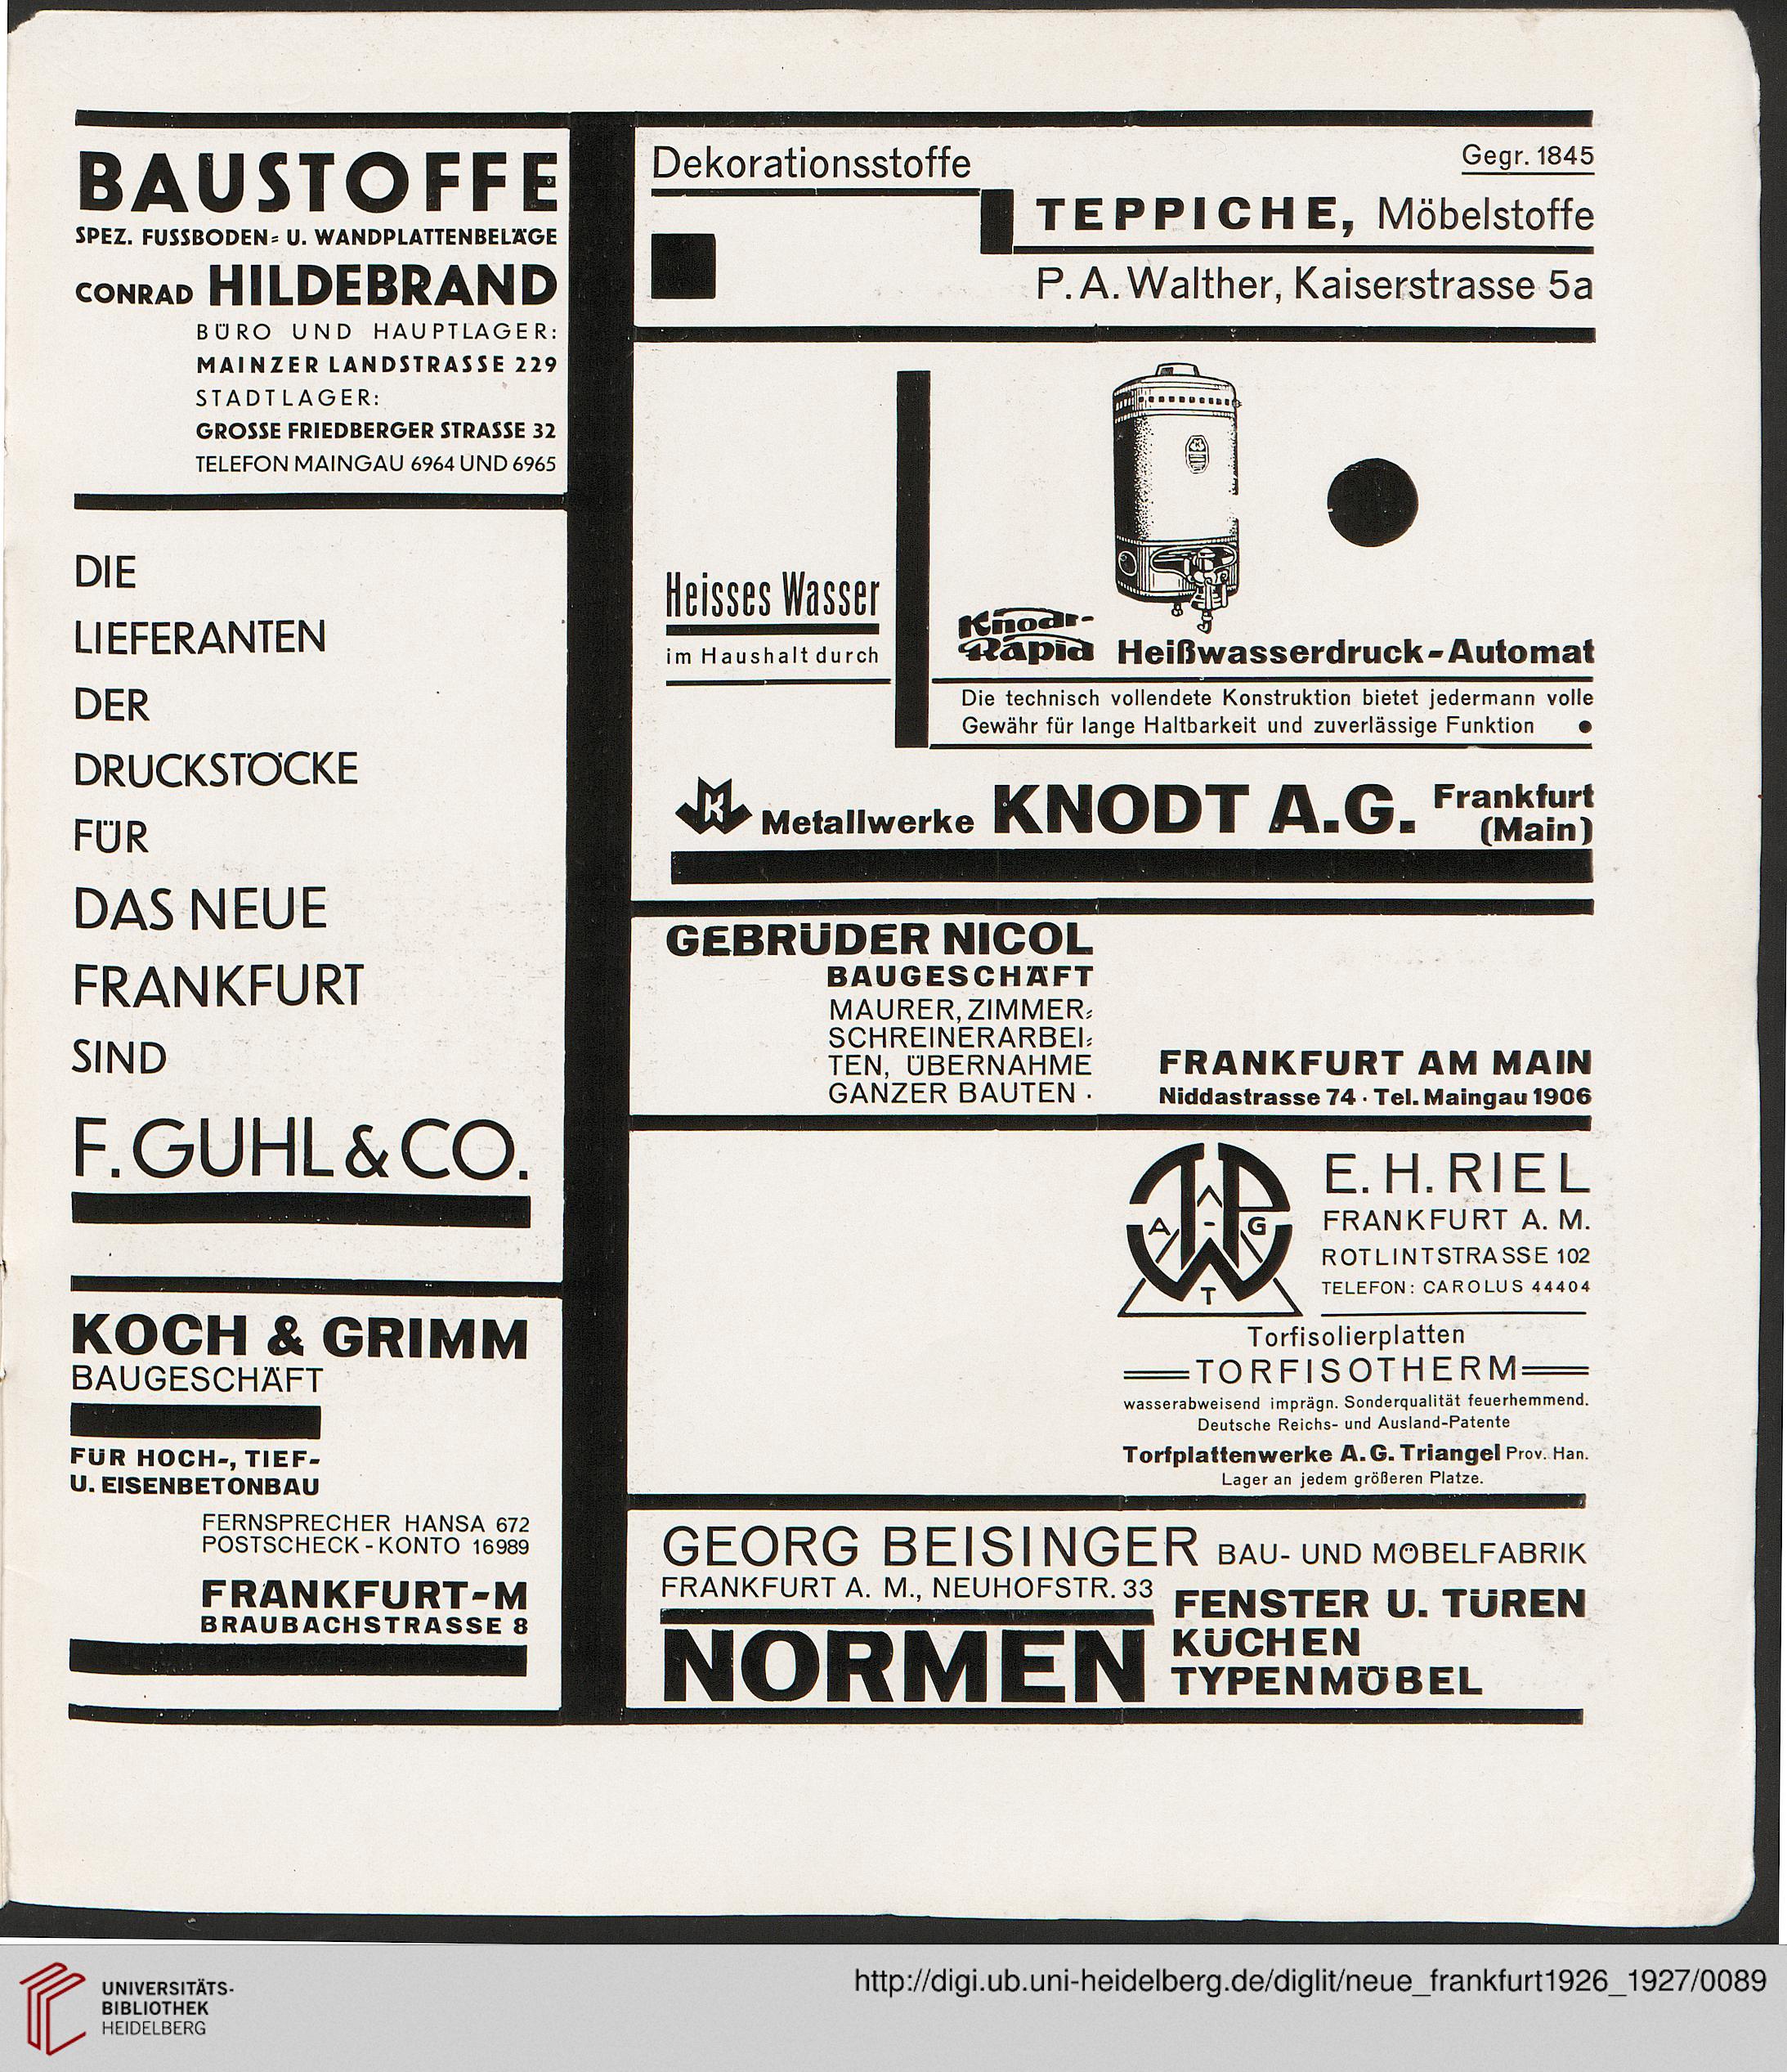 BAUSTOFFE
SPEZ. FUSSBODEN- U. WANDPLATTENBELÄGE
CONRAD HILDEBRAND
BÜRO UND HAUPTLAGER:
MAINZER LANDSTRASSE 229
STADTLAGER:
GROSSE FRIEDBERGER STRASSE 32
TELEFON MAINGAU 6964 UND 6965
DIE
LIEFERANTEN
DER
DRUCKSTÖCKE
FÜR
DAS NEUE
FRANKFURT
SIND
F. GUHL & CO.
KOCH & GRIMM
BAUGESCHÄFT
FÜR HOCH-, TIEF-
U. EISENBETONBAU
FERNSPRECHER HANSA 672
POSTSCHECK-KONTO 16989
FRANKFURT-M
BRAUBACHSTRASSE 8
Dekorationsstoffe
Gegr. 1845
TEPPICHE, Möbelstoffe
P. A. Walther, Kaiserstrasse 5a
Heisses Wasser
im Haushalt durch
Knodt-
Rapid Heißwasserdruck-Automat
Die technisch vollendete Konstruktion bietet jedermann volle
Gewähr für lange Haltbarkeit und zuverlässige Funktion
K Metallwerke KNODT A.G. Frankfurt
(Main)
GEBRÜDER NICOL
BAUGESCHÄFT
MAURER, ZIMMER-
SCHREINERARBEI-
TEN, ÜBERNAHME
GANZER BAUTEN ·
FRANKFURT AM MAIN
Niddastrasse 74 · Tel. Maingau 1906
TPW
A - G
T
E. H. RIEL
FRANKFURT A. M.
ROTLINTSTRASSE 102
TELEFON: CAROLUS 44404
Torfisolierplatten
TORFISOTHERM
wasserabweisend imprägn. Sonderqualität feuerhemmend.
Deutsche Reichs- und Ausland-Patente
Torfplattenwerke A. G. Triangel Prov. Han.
Lager an jedem größeren Platze.
GEORG BEISINGER BAU- UND MÖBELFABRIK
FRANKFURT A. M., NEUHOFSTR. 33
NORMEN
FENSTER U. TÜREN
KÜCHEN
TYPENMÖBEL
UNIVERSITÄTS-
BIBLIOTHEK
HEIDELBERG
http://digi.ub.uni-heidelberg.de/diglit/neue_frankfurt1926_1927/0089